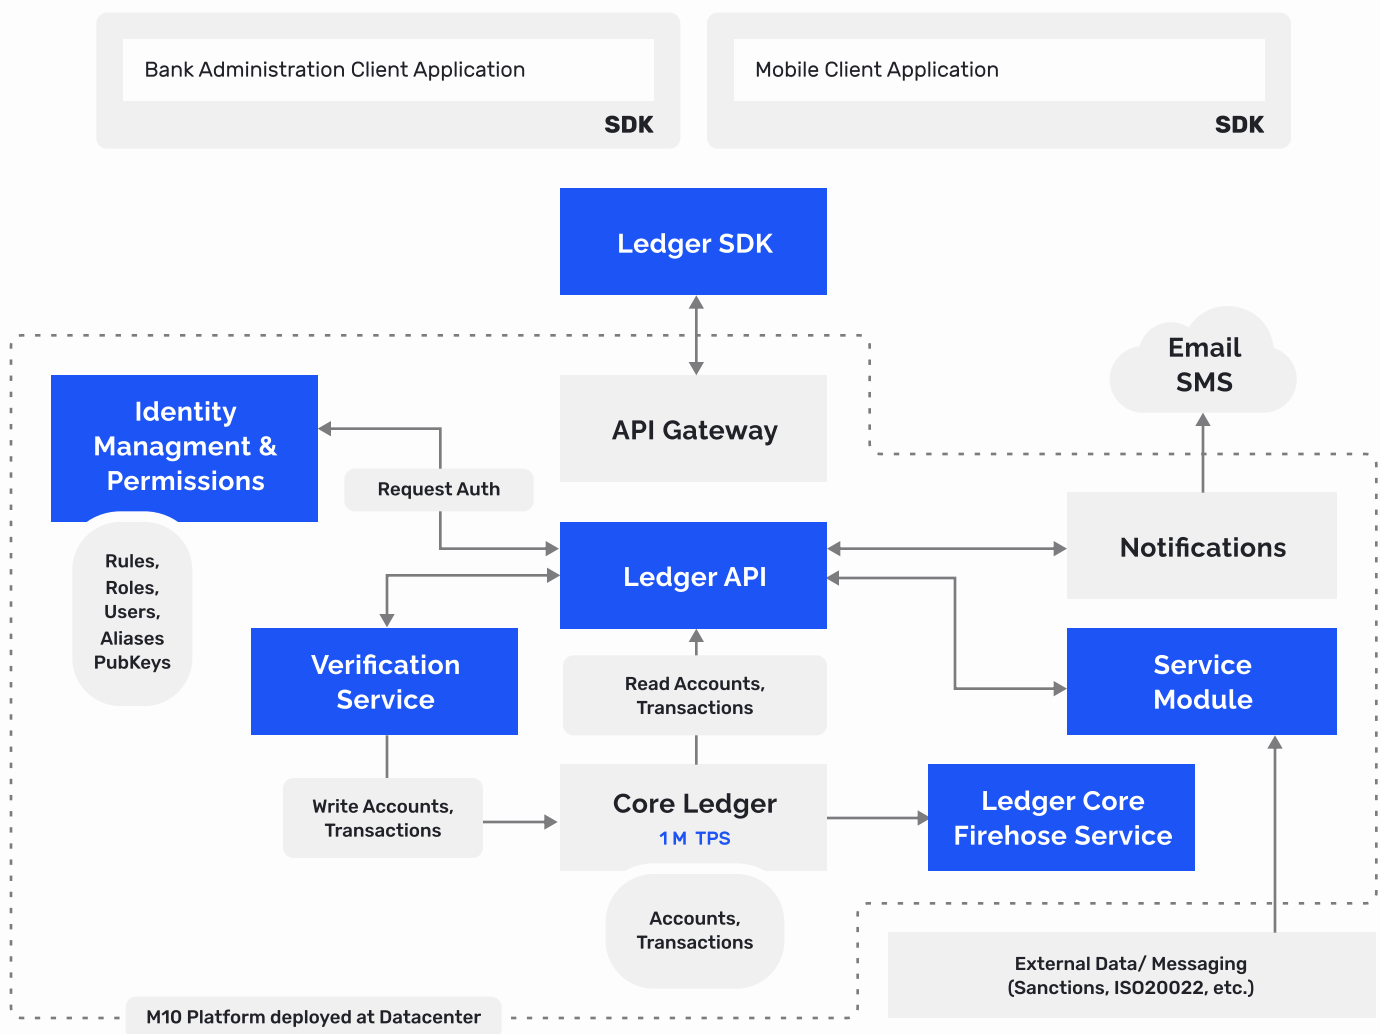 Bank Administration Client Application
SDK
Mobile Client Application
SDK
Ledger SDK
Email
SMS
Identity
Managment &
Permissions
API Gateway
Request Auth
Rules,
Roles,
Users,
Aliases
PubKeys
Ledger API
Notifications
Verification
Service
Read Accounts,
Transactions
Service
Module
Write Accounts,
Transactions
Core Ledger
1 M TPS
Ledger Core
Firehose Service
Accounts,
Transactions
External Data/ Messaging
(Sanctions, ISO20022, etc.)
M10 Platform deployed at Datacenter